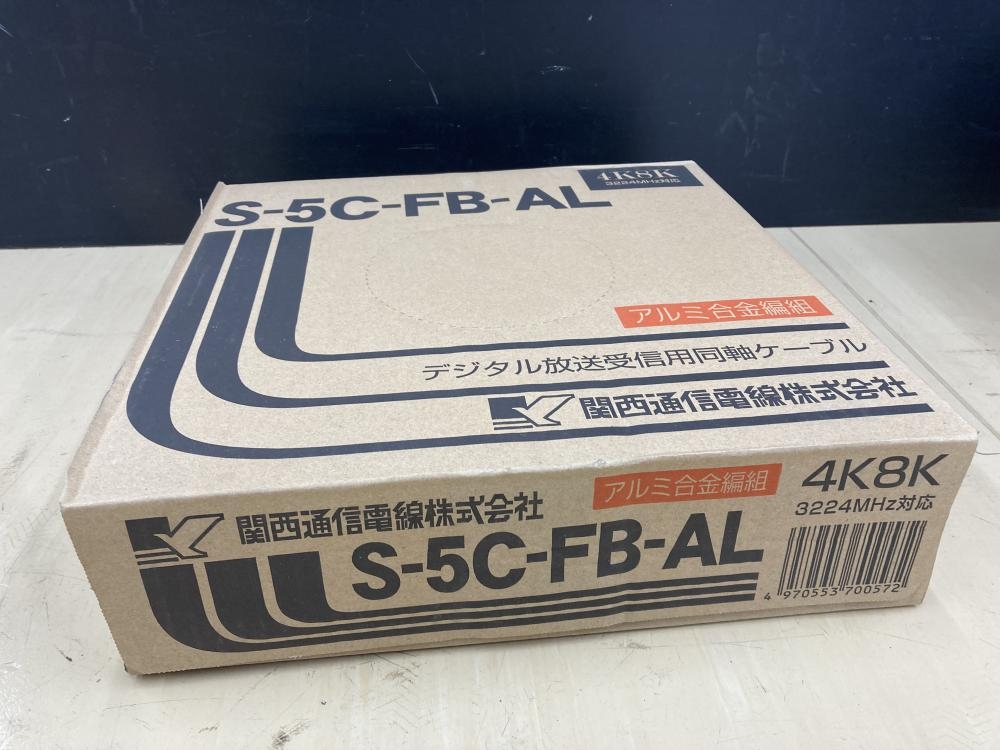 4K8K
3224MHz対応
S-5C-FB-AL
アルミ合金編組
デジタル放送受信用同軸ケーブル
関西通信電線株式会社
アルミ合金編組
4K8K
3224MHz対応
関西通信電線株式会社
S-5C-FB-AL
4 970553 700572